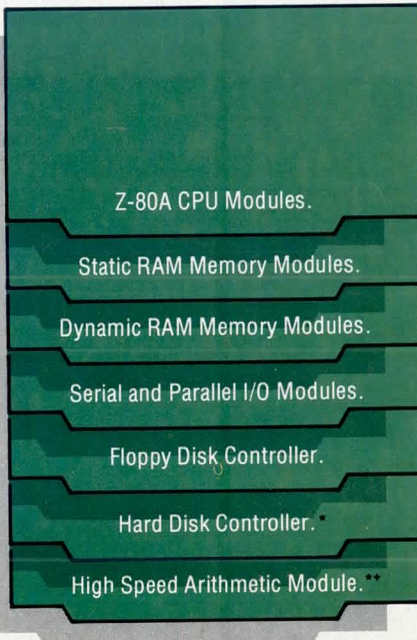 Z-80A CPU Modules.
Static RAM Memory Modules.
Dynamic RAM Memory Modules.
Serial and Parallel I/O Modules.
Floppy Disk Controller.
Hard Disk Controller.*
High Speed Arithmetic Module.**